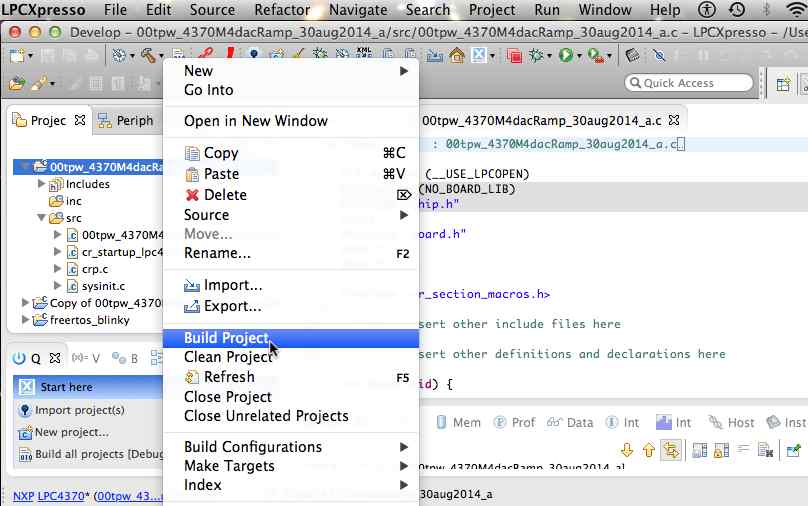 LPCXpresso File Edit Source Refactor Navigate Search Project Run Window Help
Develop – 00tpw_4370M4dacRamp_30aug2014_a/src/00tpw_4370M4dacRamp_30aug2014_a.c – LPCXpresso – /Use
Quick Access
Projec
Periph
00tpw_4370M4dacRamp_30aug2014_a.c
00tpw_4370M4dacRa
Includes
inc
src
00tpw_4370M4
cr_startup_lpc4
crp.c
sysinit.c
Copy of 00tpw_4370M
freertos_blinky
New
Go Into
Open in New Window
Copy ⌘C
Paste ⌘V
Delete ⌦
Source
Move...
Rename... F2
Import...
Export...
Build Project
Clean Project
Refresh F5
Close Project
Close Unrelated Projects
Build Configurations
Make Targets
Index
: 00tpw_4370M4dacRamp_30aug2014_a.c
(__USE_LPCOPEN)
(NO_BOARD_LIB)
hip.h"
ard.h"
r_section_macros.h>
sert other include files here
sert other definitions and declarations here
id) {
Q (x)= V B
Start here
Import project(s)
New project...
Build all projects [Debug
NXP LPC4370* (00tpw_43...
Mem Prof Data Int Int Host Inst
30aug2014_a